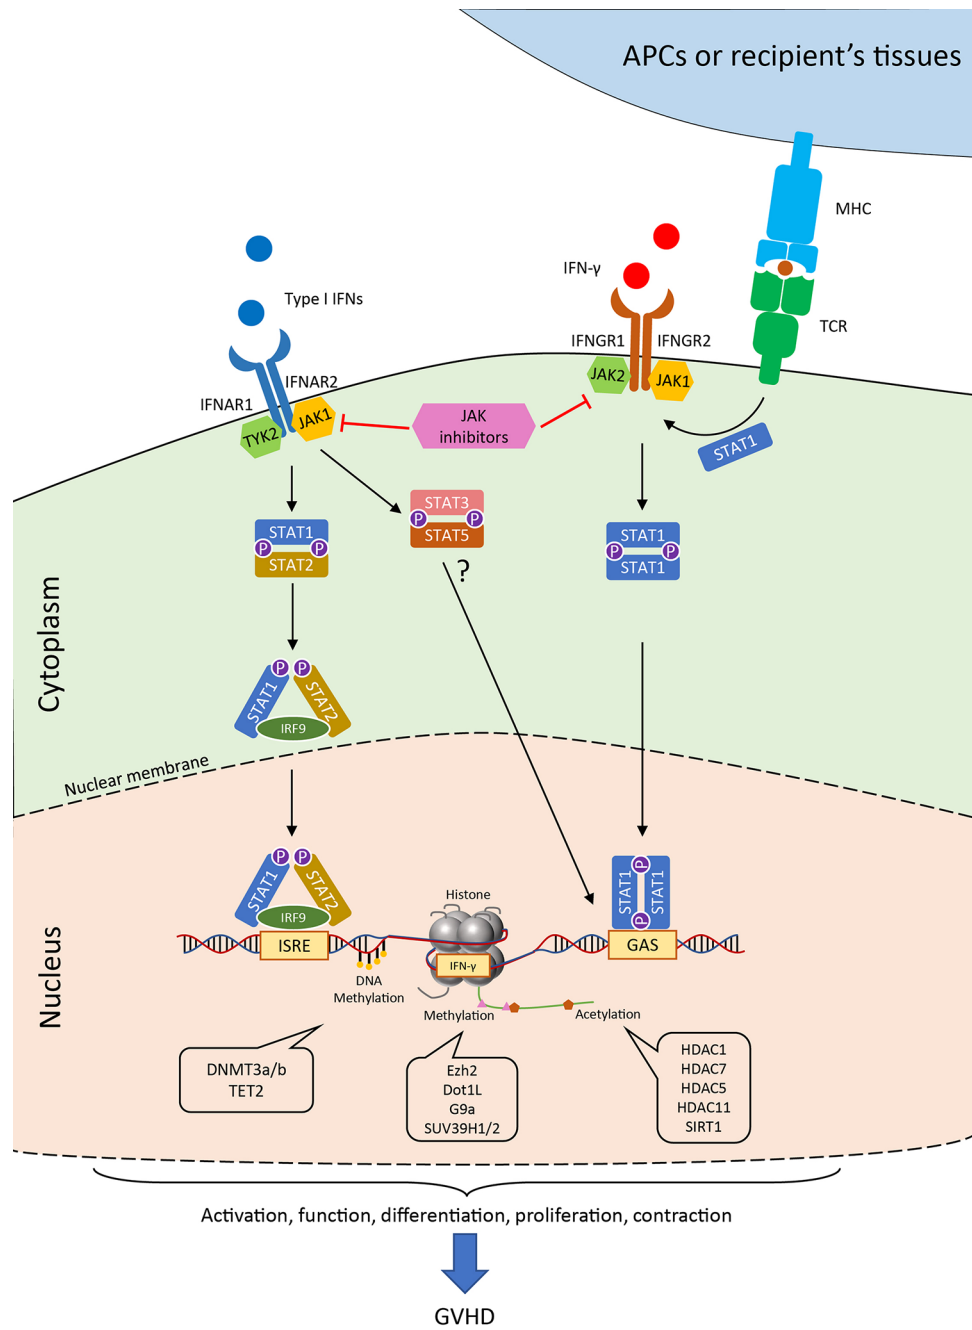 APCs or recipient's tissues
MHC
TCR
IFN-γ
Type I IFNs
IFNGR1
IFNGR2
JAK2
JAK1
IFNAR2
IFNAR1
TYK2
JAK1
JAK
inhibitors
STAT1
STAT3
P
P
STAT5
?
STAT1
P
P
STAT2
STAT1
P
P
STAT1
Cytoplasm
P
P
STAT1
STAT2
IRF9
Nuclear membrane
P
P
STAT1
STAT2
IRF9
ISRE
Histone
IFN-γ
P
STAT1
STAT1
P
GAS
Nucleus
DNA
Methylation
Methylation
Acetylation
DNMT3a/b
TET2
Ezh2
Dot1L
G9a
SUV39H1/2
HDAC1
HDAC7
HDAC5
HDAC11
SIRT1
Activation, function, differentiation, proliferation, contraction
GVHD